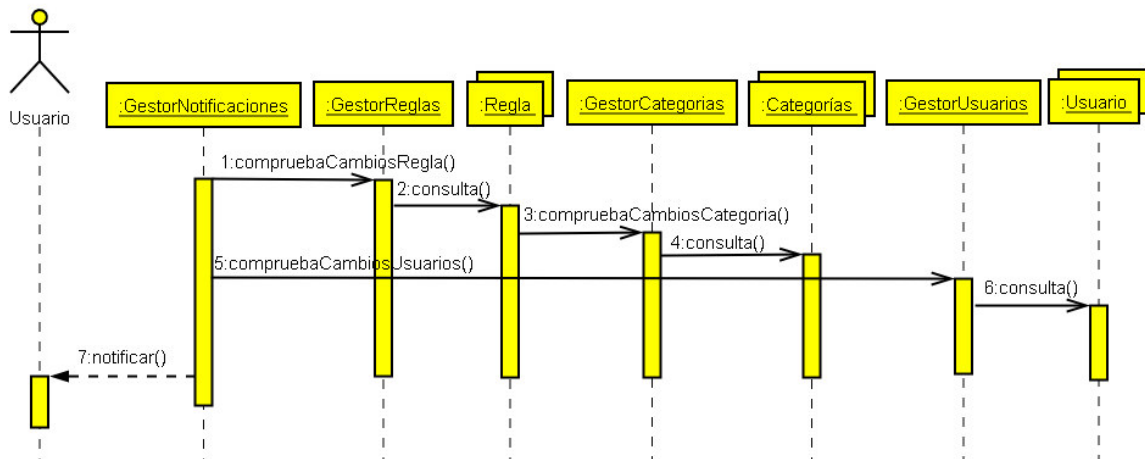 Usuario
:GestorNotificaciones
:GestorReglas
:Regla
:GestorCategorias
:Categorías
:GestorUsuarios
:Usuario
1:compruebaCambiosRegla()
2:consulta()
3:compruebaCambiosCategoria()
4:consulta()
5:compruebaCambiosUsuarios()
6:consulta()
7:notificar()